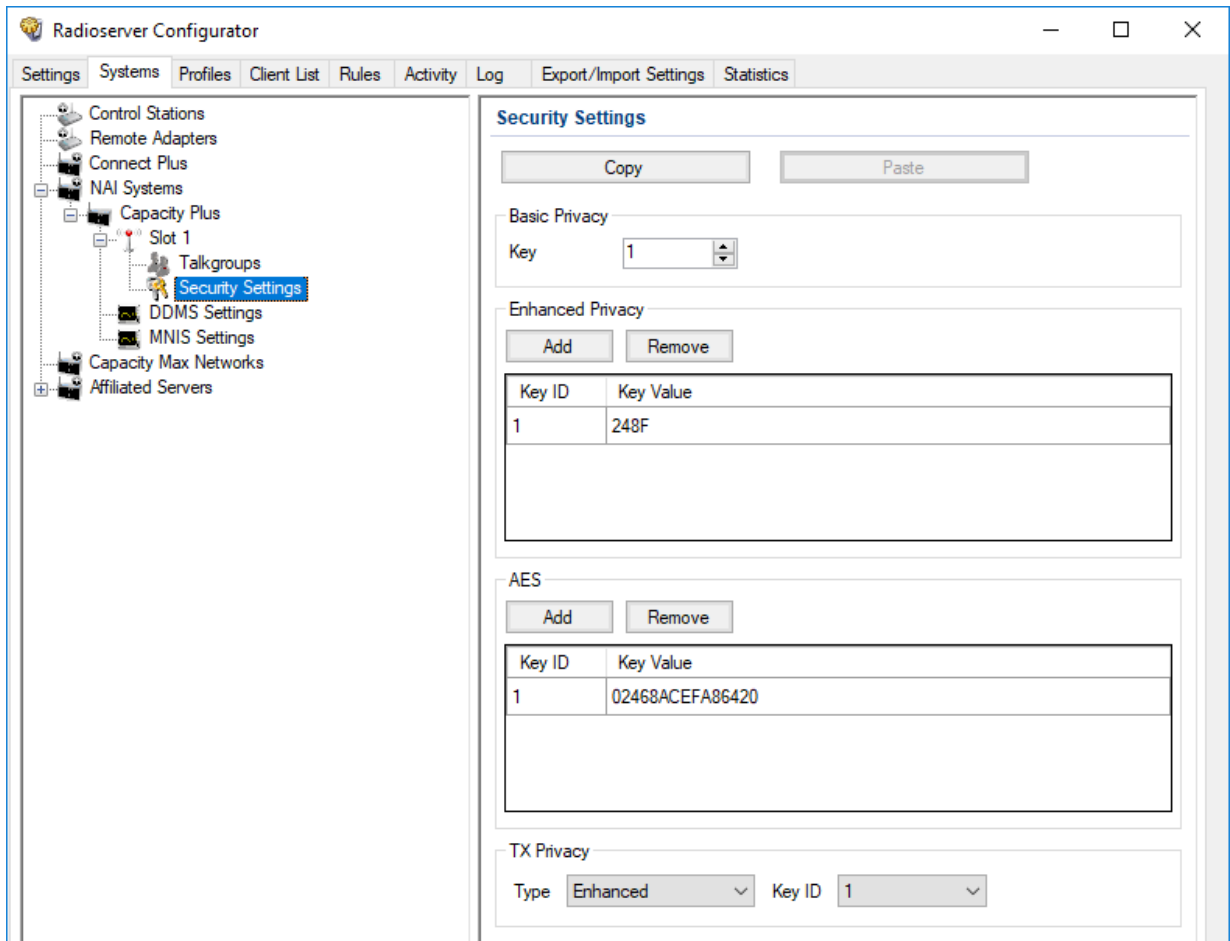 Radioserver Configurator
Settings Systems Profiles Client List Rules Activity Log Export/Import Settings Statistics
Control Stations
Remote Adapters
Connect Plus
NAI Systems
Capacity Plus
Slot 1
Talkgroups
Security Settings
DDMS Settings
MNIS Settings
Capacity Max Networks
Affiliated Servers
Security Settings
Copy Paste
Basic Privacy
Key 1
Enhanced Privacy
Add Remove
Key ID Key Value
1 248F
AES
Add Remove
Key ID Key Value
1 02468ACEFA86420
TX Privacy
Type Enhanced Key ID 1